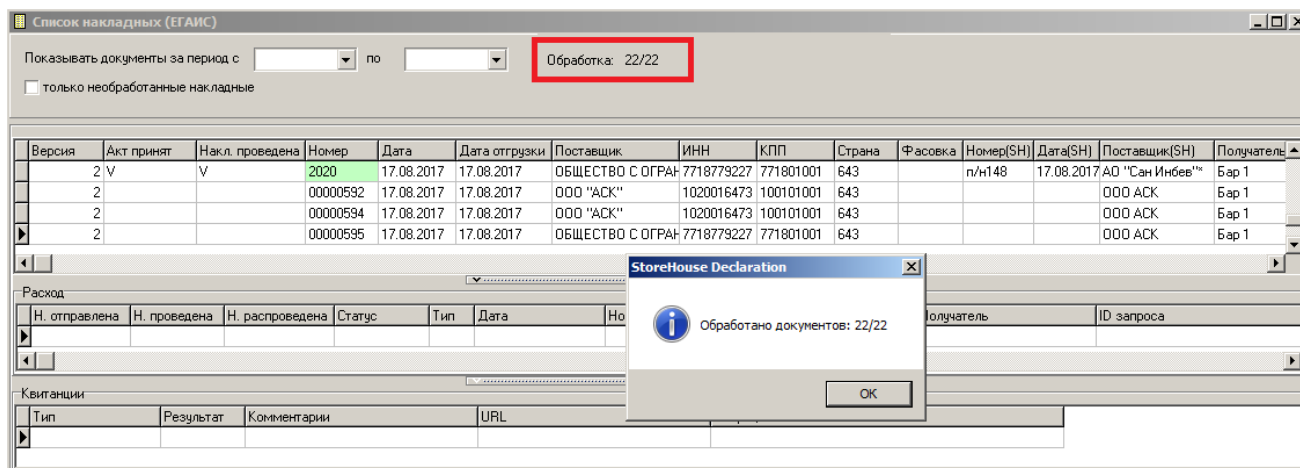 Список накладных (ЕГАИС)
Показывать документы за период с по Обработка: 22/22
только необработанные накладные
Версия Акт принят Накл. проведена Номер Дата Дата отгрузки Поставщик ИНН КПП Страна Фасовка Номер(SH) Дата(SH) Поставщик(SH) Получатель
2 V V 2020 17.08.2017 17.08.2017 ОБЩЕСТВО С ОГРАН 7718779227 771801001 643 п/н148 17.08.2017 АО "Сан Инбев"* Бар 1
2 00000592 17.08.2017 17.08.2017 ООО "АСК" 1020016473 100101001 643 ООО АСК Бар 1
2 00000594 17.08.2017 17.08.2017 ООО "АСК" 1020016473 100101001 643 ООО АСК Бар 1
2 00000595 17.08.2017 17.08.2017 ОБЩЕСТВО С ОГРАН 7718779227 771801001 643 ООО АСК Бар 1
StoreHouse Declaration
Расход
Н. отправлена Н. проведена Н. распроведена Статус Тип Дата Но олучатель ID запроса
Обработано документов: 22/22
OK
Квитанции
Тип Результат Комментарии URL